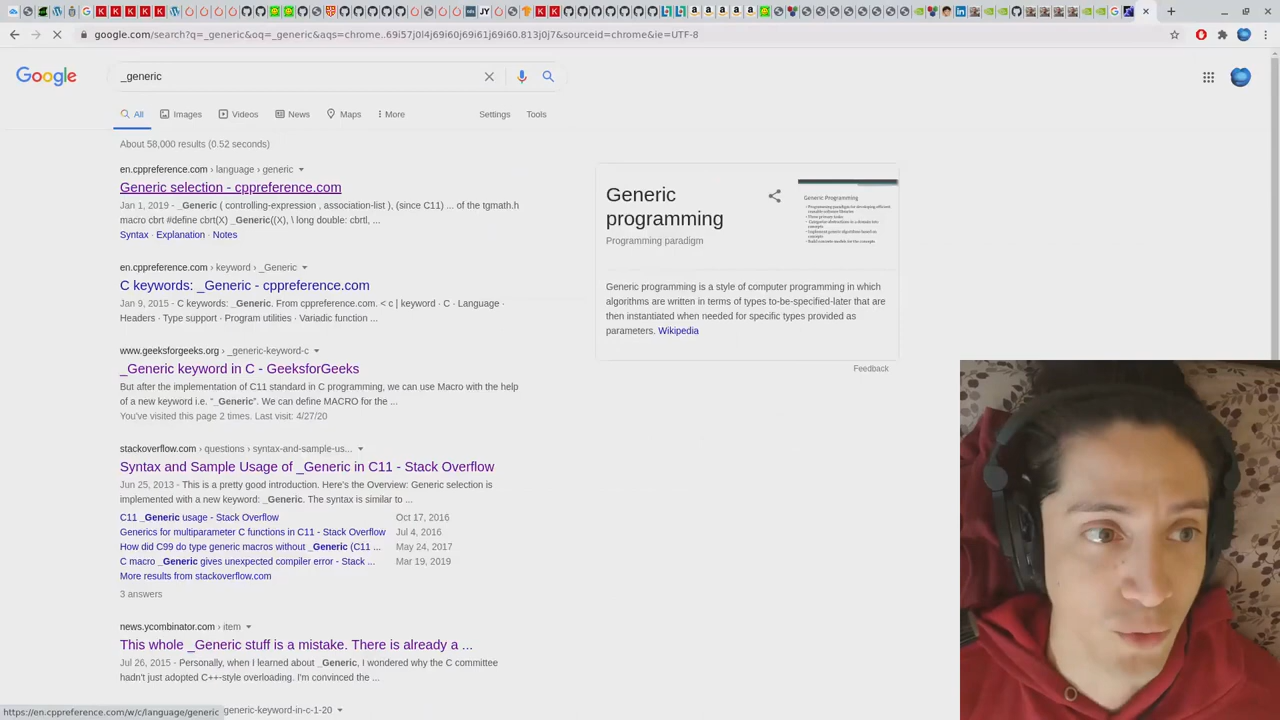 google.com/search?q=_generic&oq=_generic&aqs=chrome..69i57j0l4j69i60j69i61j69i60.813j0j7&sourceid=chrome&ie=UTF-8
Google
_generic
All
Images
Videos
News
Maps
More
Settings
Tools
About 58,000 results (0.52 seconds)
en.cppreference.com › language › generic
Generic selection - cppreference.com
Jan 1, 2019 - _Generic ( controlling-expression , association-list ) , (since C11) ... of the tgmath.h
macro cbrt #define cbrt(X) _Generic((X), \ long double: cbrtl, ...
Syntax · Explanation · Notes
en.cppreference.com › keyword › _Generic
C keywords: _Generic - cppreference.com
Jan 9, 2015 - C keywords: _Generic. From cppreference.com. < c | keyword · C · Language ·
Headers · Type support · Program utilities · Variadic function ...
www.geeksforgeeks.org › _generic-keyword-c
_Generic keyword in C - GeeksforGeeks
But after the implementation of C11 standard in C programming, we can use Macro with the help
of a new keyword i.e. “_Generic”. We can define MACRO for the ...
You've visited this page 2 times. Last visit: 4/27/20
stackoverflow.com › questions › syntax-and-sample-us...
Syntax and Sample Usage of _Generic in C11 - Stack Overflow
Jun 25, 2013 - This is a pretty good introduction. Here's the Overview: Generic selection is
implemented with a new keyword: _Generic. The syntax is similar to ...
C11 _Generic usage - Stack Overflow Oct 17, 2016
Generics for multiparameter C functions in C11 - Stack Overflow Jul 4, 2016
How did C99 do type generic macros without _Generic (C11 ... May 24, 2017
C macro _Generic gives unexpected compiler error - Stack ... Mar 19, 2019
More results from stackoverflow.com
3 answers
news.ycombinator.com › item
This whole _Generic stuff is a mistake. There is already a ...
Jul 26, 2015 - Personally, when I learned about _Generic, I wondered why the C committee
hadn't just adopted C++-style overloading. I'm convinced the ...
https://en.cppreference.com/w/c/language/generic
generic-keyword-in-c-1-20
Generic
programming
Programming paradigm
Generic Programming
Generic programming is a style of computer programming in which
algorithms are written in terms of types to-be-specified-later that are
then instantiated when needed for specific types provided as
parameters. Wikipedia
Feedback